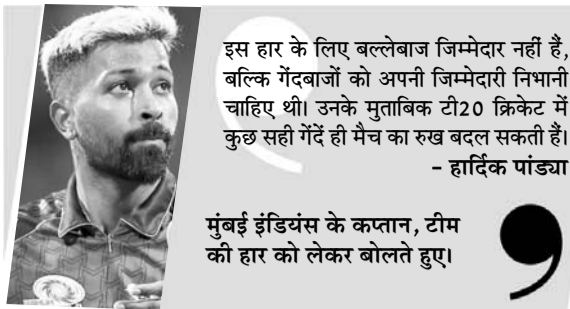 इस हार के लिए बल्लेबाज जिम्मेदार नहीं हैं,
बल्कि गेंदबाजों को अपनी जिम्मेदारी निभानी
चाहिए थी। उनके मुताबिक टी20 क्रिकेट में
कुछ सही गेंदें ही मैच का रुख बदल सकती हैं।
– हार्दिक पांड्या
मुंबई इंडियंस के कप्तान, टीम
की हार को लेकर बोलते हुए।